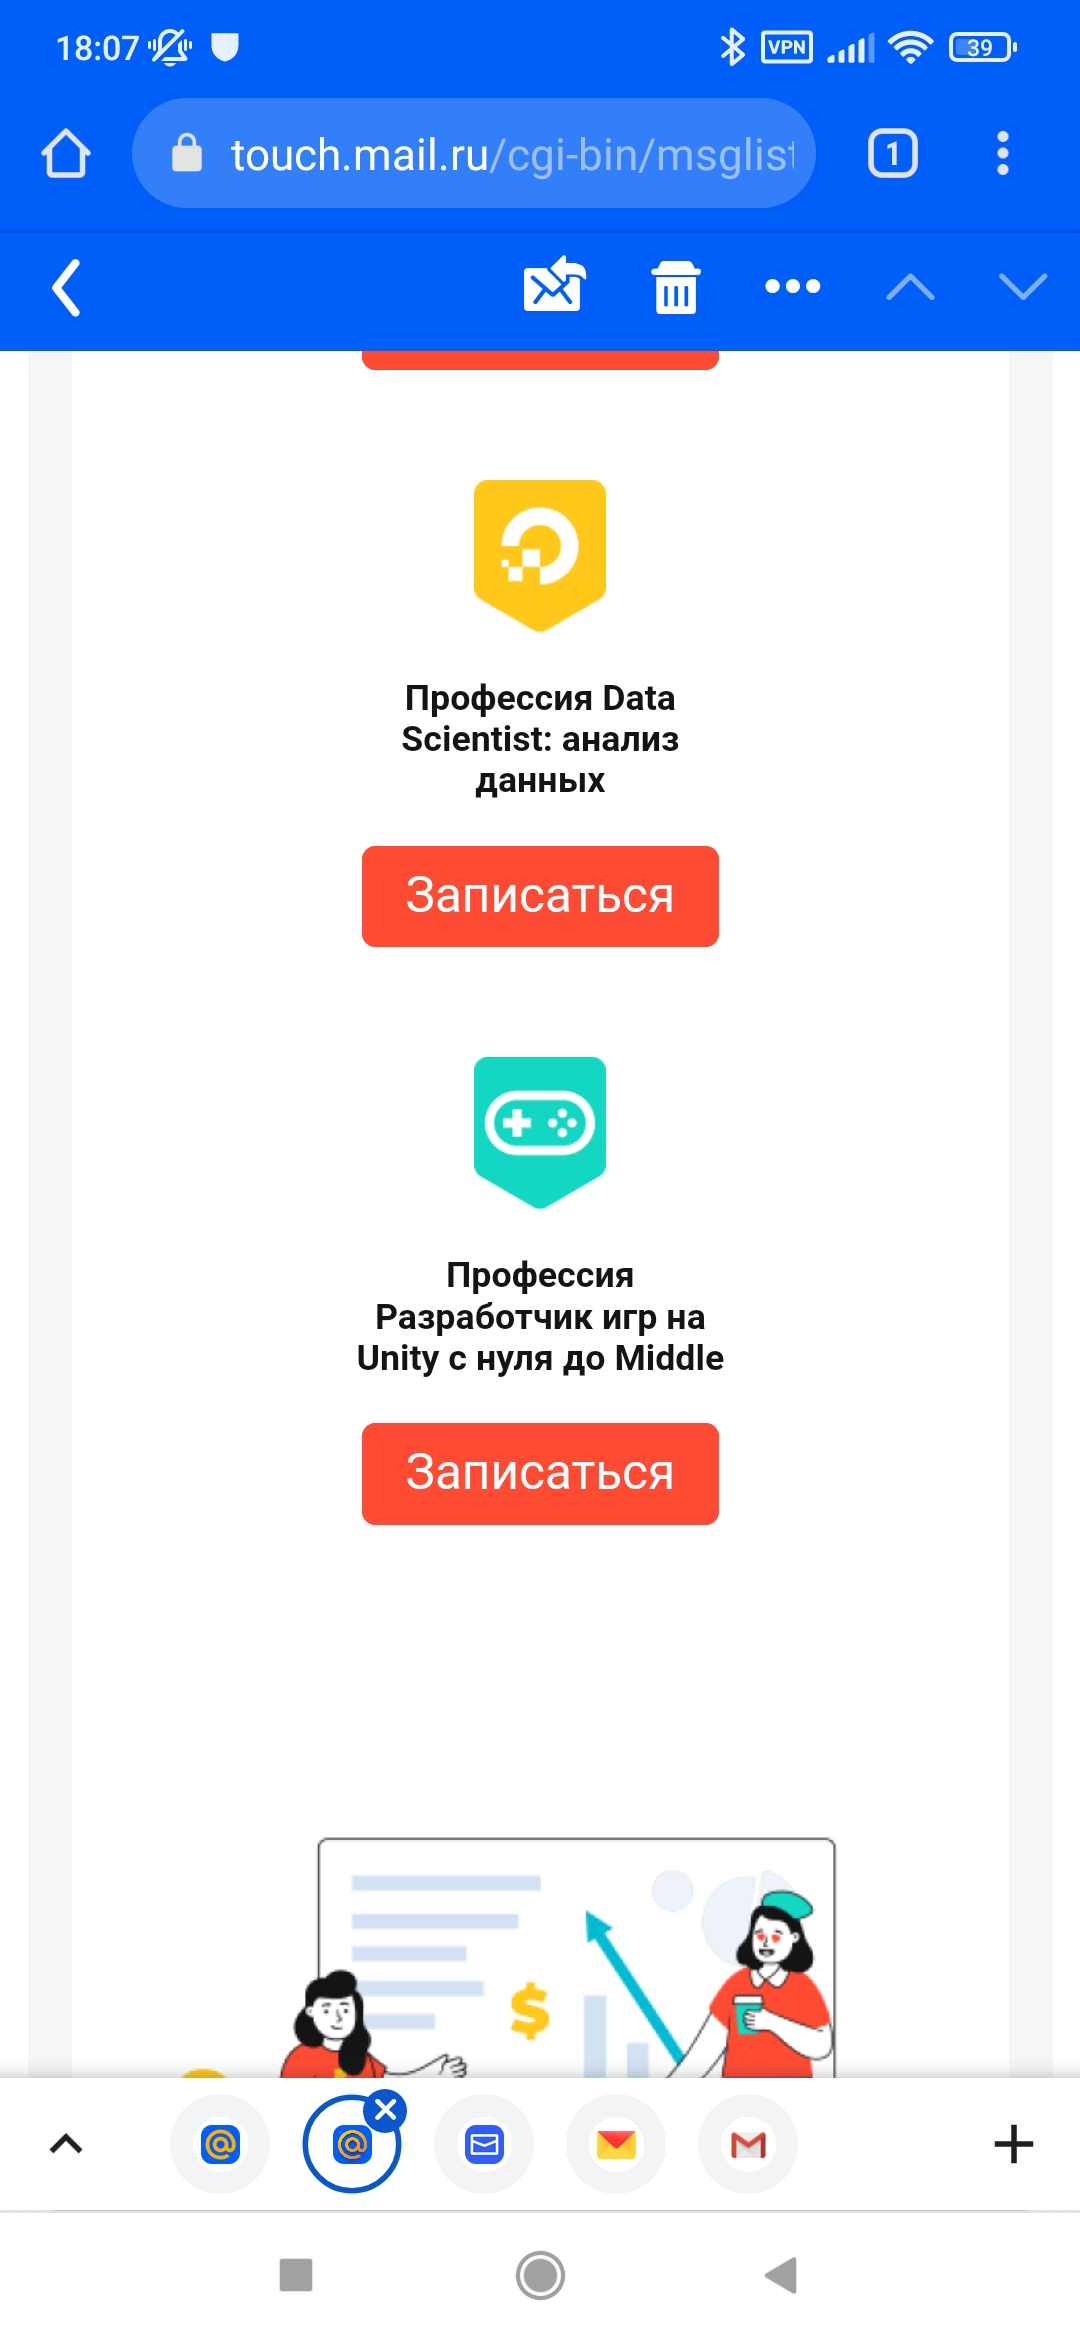 18:07
VPN
39
touch.mail.ru/cgi-bin/msglist
1
Профессия Data
Scientist: анализ
данных
Записаться
Профессия
Разработчик игр на
Unity с нуля до Middle
Записаться
$